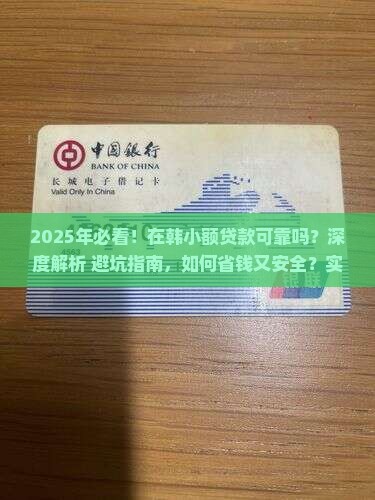 中国银行
BANK OF CHINA
长城电子借记卡
Valid Only In China
2025年必看！在韩小额贷款可靠吗？深
度解析 避坑指南，如何省钱又安全？实
银联